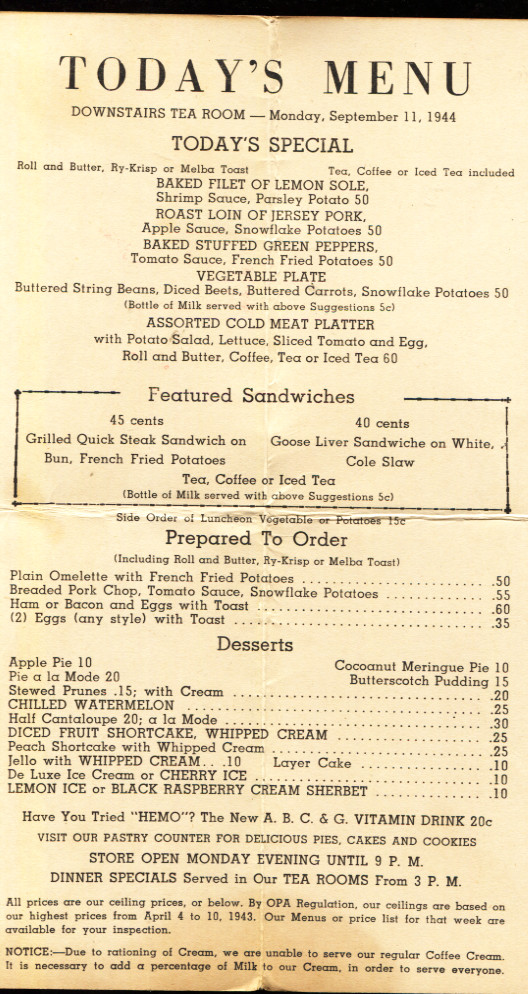 TODAY'S MENU
DOWNSTAIRS TEA ROOM — Monday, September 11, 1944
TODAY'S SPECIAL
Roll and Butter, Ry-Krisp or Melba Toast Tea, Coffee or Iced Tea included
BAKED FILET OF LEMON SOLE,
Shrimp Sauce, Parsley Potato 50
ROAST LOIN OF JERSEY PORK,
Apple Sauce, Snowflake Potatoes 50
BAKED STUFFED GREEN PEPPERS,
Tomato Sauce, French Fried Potatoes 50
VEGETABLE PLATE
Buttered String Beans, Diced Beets, Buttered Carrots, Snowflake Potatoes 50
(Bottle of Milk served with above Suggestions 5c)
ASSORTED COLD MEAT PLATTER
with Potato Salad, Lettuce, Sliced Tomato and Egg,
Roll and Butter, Coffee, Tea or Iced Tea 60
Featured Sandwiches
45 cents 40 cents
Grilled Quick Steak Sandwich on Goose Liver Sandwiche on White,
Bun, French Fried Potatoes Cole Slaw
Tea, Coffee or Iced Tea
(Bottle of Milk served with above Suggestions 5c)
Side Order of Luncheon Vegetable or Potatoes 15c
Prepared To Order
(Including Roll and Butter, Ry-Krisp or Melba Toast)
Plain Omelette with French Fried Potatoes .50
Breaded Pork Chop, Tomato Sauce, Snowflake Potatoes .55
Ham or Bacon and Eggs with Toast .60
(2) Eggs (any style) with Toast .35
Desserts
Apple Pie 10 Cocoanut Meringue Pie 10
Pie a la Mode 20 Butterscotch Pudding 15
Stewed Prunes .15; with Cream .20
CHILLED WATERMELON .25
Half Cantaloupe 20; a la Mode .30
DICED FRUIT SHORTCAKE, WHIPPED CREAM .25
Peach Shortcake with Whipped Cream .25
Jello with WHIPPED CREAM.. .10 Layer Cake .10
De Luxe Ice Cream or CHERRY ICE .10
LEMON ICE or BLACK RASPBERRY CREAM SHERBET .10
Have You Tried "HEMO"? The New A. B. C. & G. VITAMIN DRINK 20c
VISIT OUR PASTRY COUNTER FOR DELICIOUS PIES, CAKES AND COOKIES
STORE OPEN MONDAY EVENING UNTIL 9 P. M.
DINNER SPECIALS Served in Our TEA ROOMS From 3 P. M.
All prices are our ceiling prices, or below. By OPA Regulation, our ceilings are based on
our highest prices from April 4 to 10, 1943. Our Menus or price list for that week are
available for your inspection.
NOTICE:—Due to rationing of Cream, we are unable to serve our regular Coffee Cream.
It is necessary to add a percentage of Milk to our Cream, in order to serve everyone.